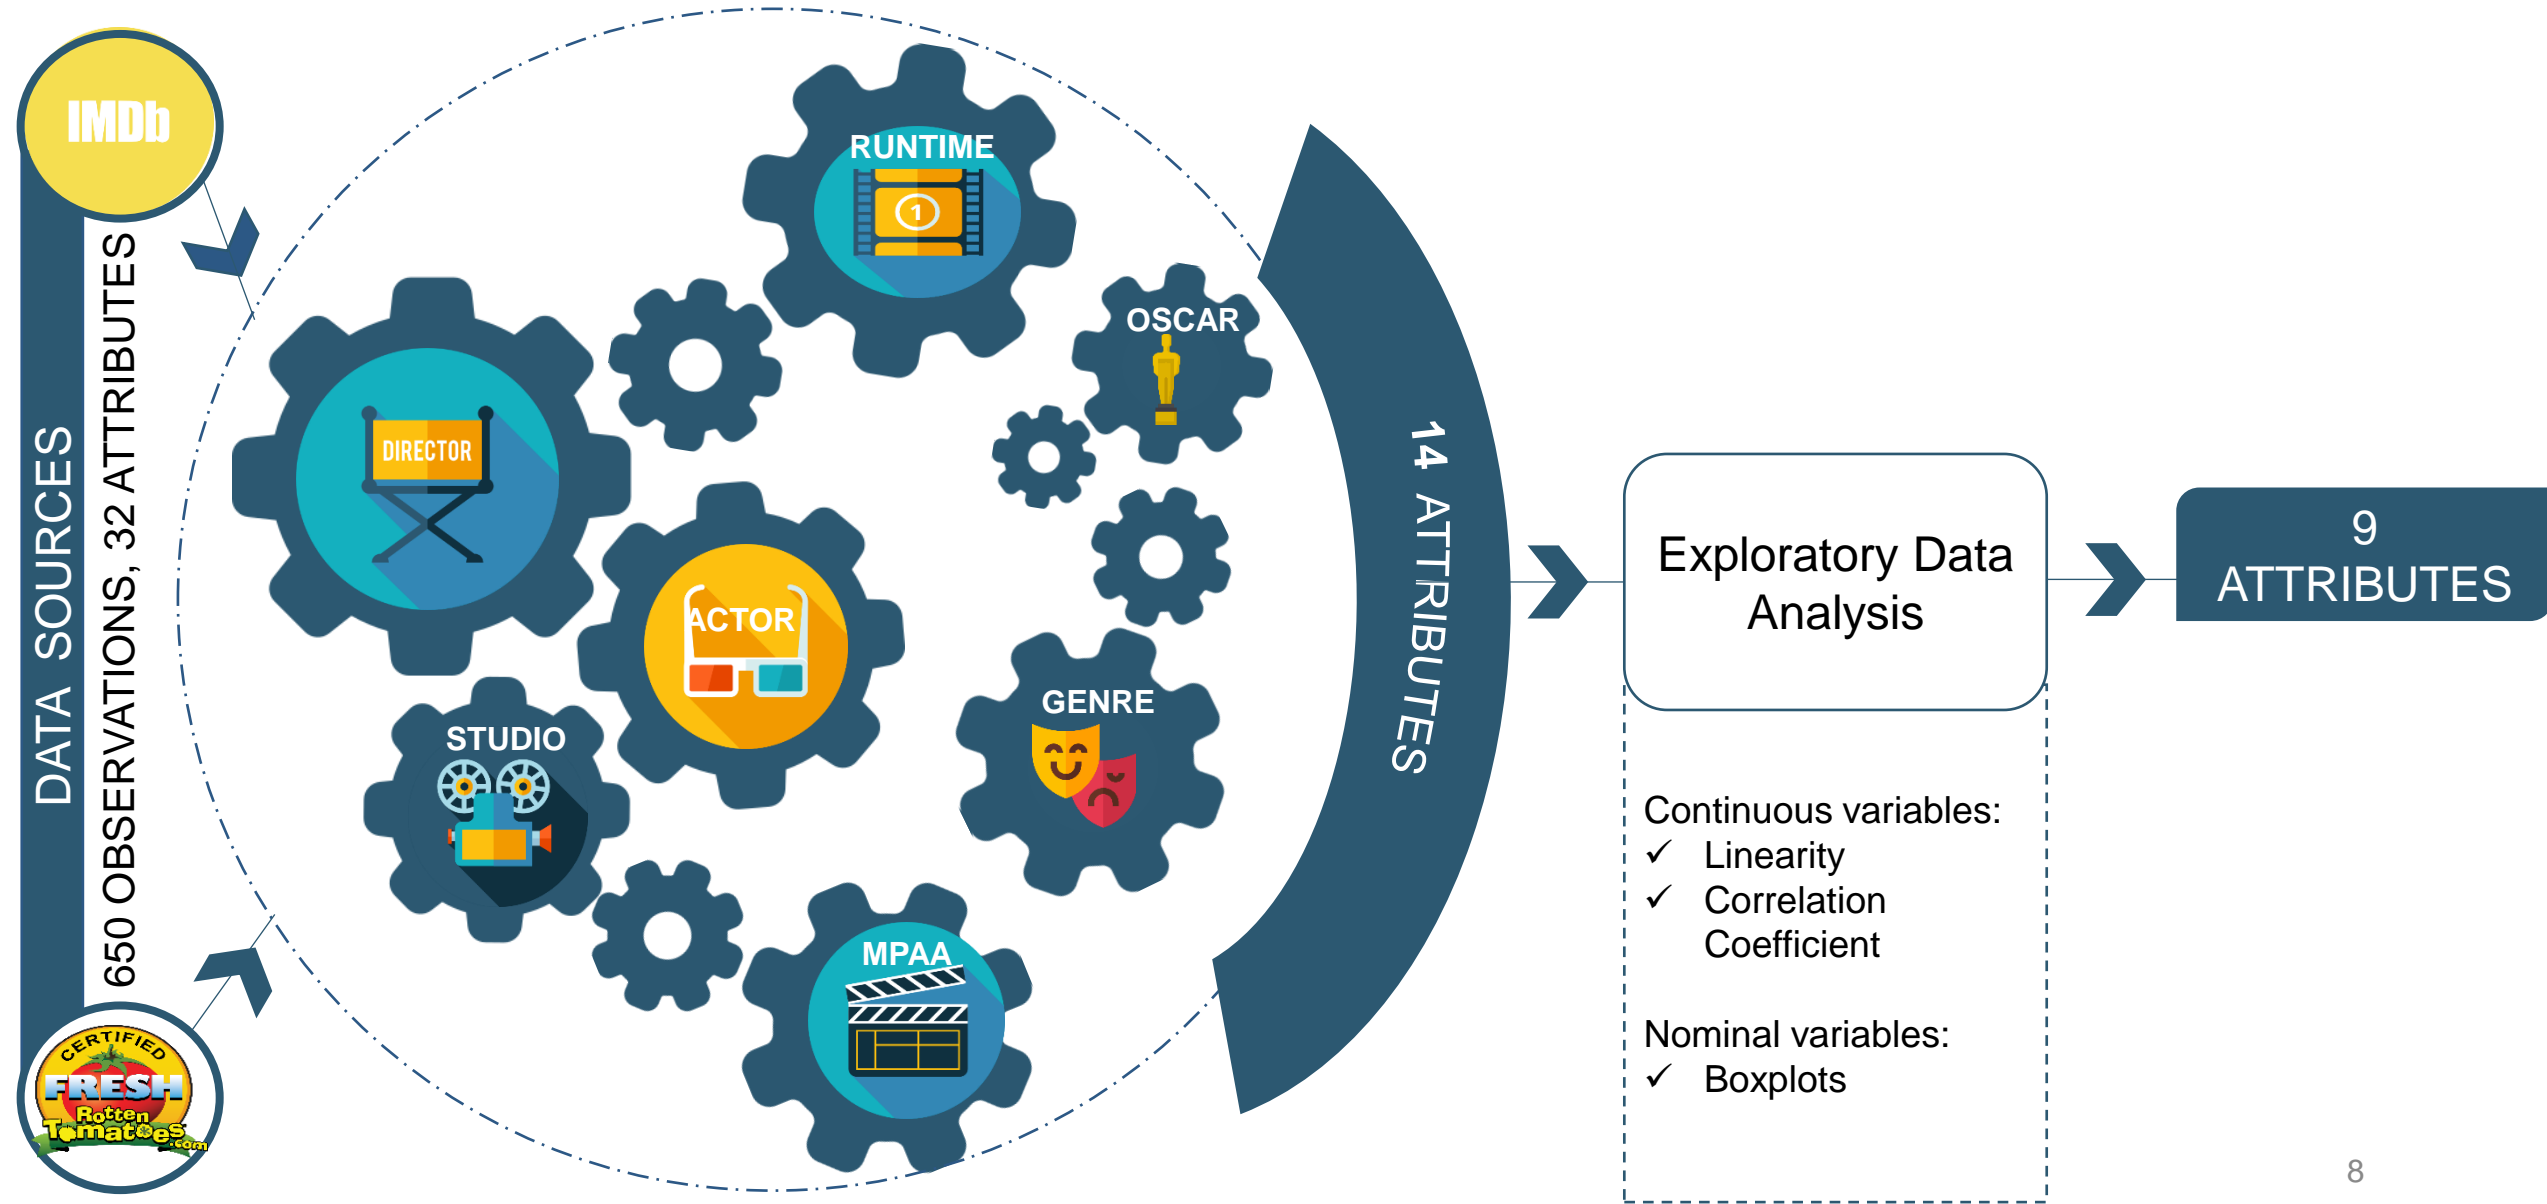 IMDb
DATA SOURCES
650 OBSERVATIONS, 32 ATTRIBUTES
CERTIFIED
FRESH
Rotten
Tomatoes.com
RUNTIME
1
OSCAR
DIRECTOR
ACTOR
STUDIO
GENRE
MPAA
14 ATTRIBUTES
Exploratory Data
Analysis
Continuous variables:
✓ Linearity
✓ Correlation
Coefficient
Nominal variables:
✓ Boxplots
9
ATTRIBUTES
8